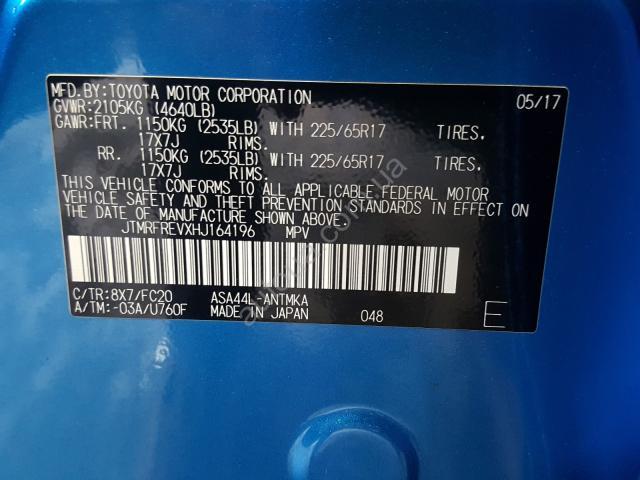 MFD.BY:TOYOTA MOTOR CORPORATION 05/17
GVWR:2105KG (4640LB)
GAWR:FRT. 1150KG (2535LB) WITH 225/65R17 TIRES.
17X7J RIMS.
RR. 1150KG (2535LB) WITH 225/65R17 TIRES.
17X7J RIMS.
THIS VEHICLE CONFORMS TO ALL APPLICABLE FEDERAL MOTOR
VEHICLE SAFETY AND THEFT PREVENTION STANDARDS IN EFFECT ON
THE DATE OF MANUFACTURE SHOWN ABOVE.
JTMRFREVXHJ164196 MPV
C/TR:8X7/FC20 ASA44L-ANTMKA
A/TM:-03A/U760F MADE IN JAPAN 048 E